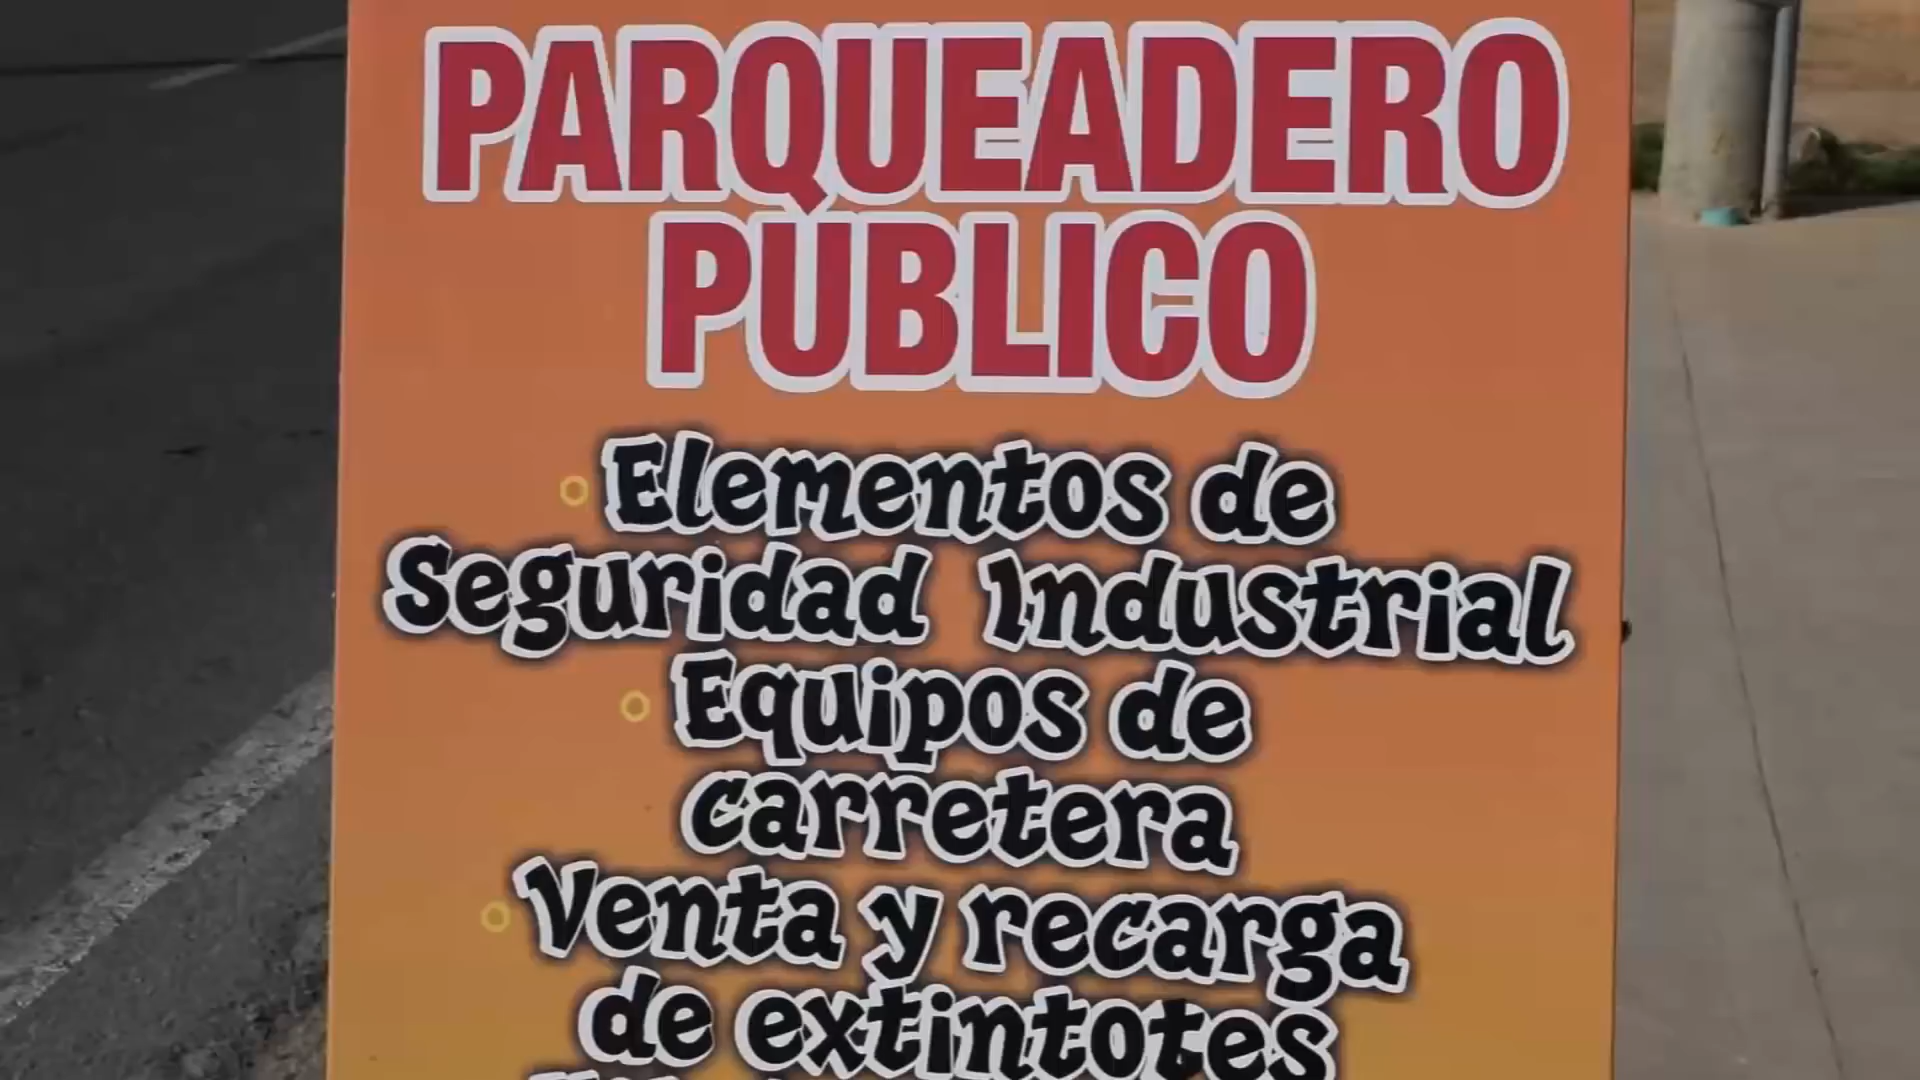 PARQUEADERO
PUBLICO
Elementos de
Seguridad Industrial
Equipos de
carretera
Venta y recarga
de extintotes